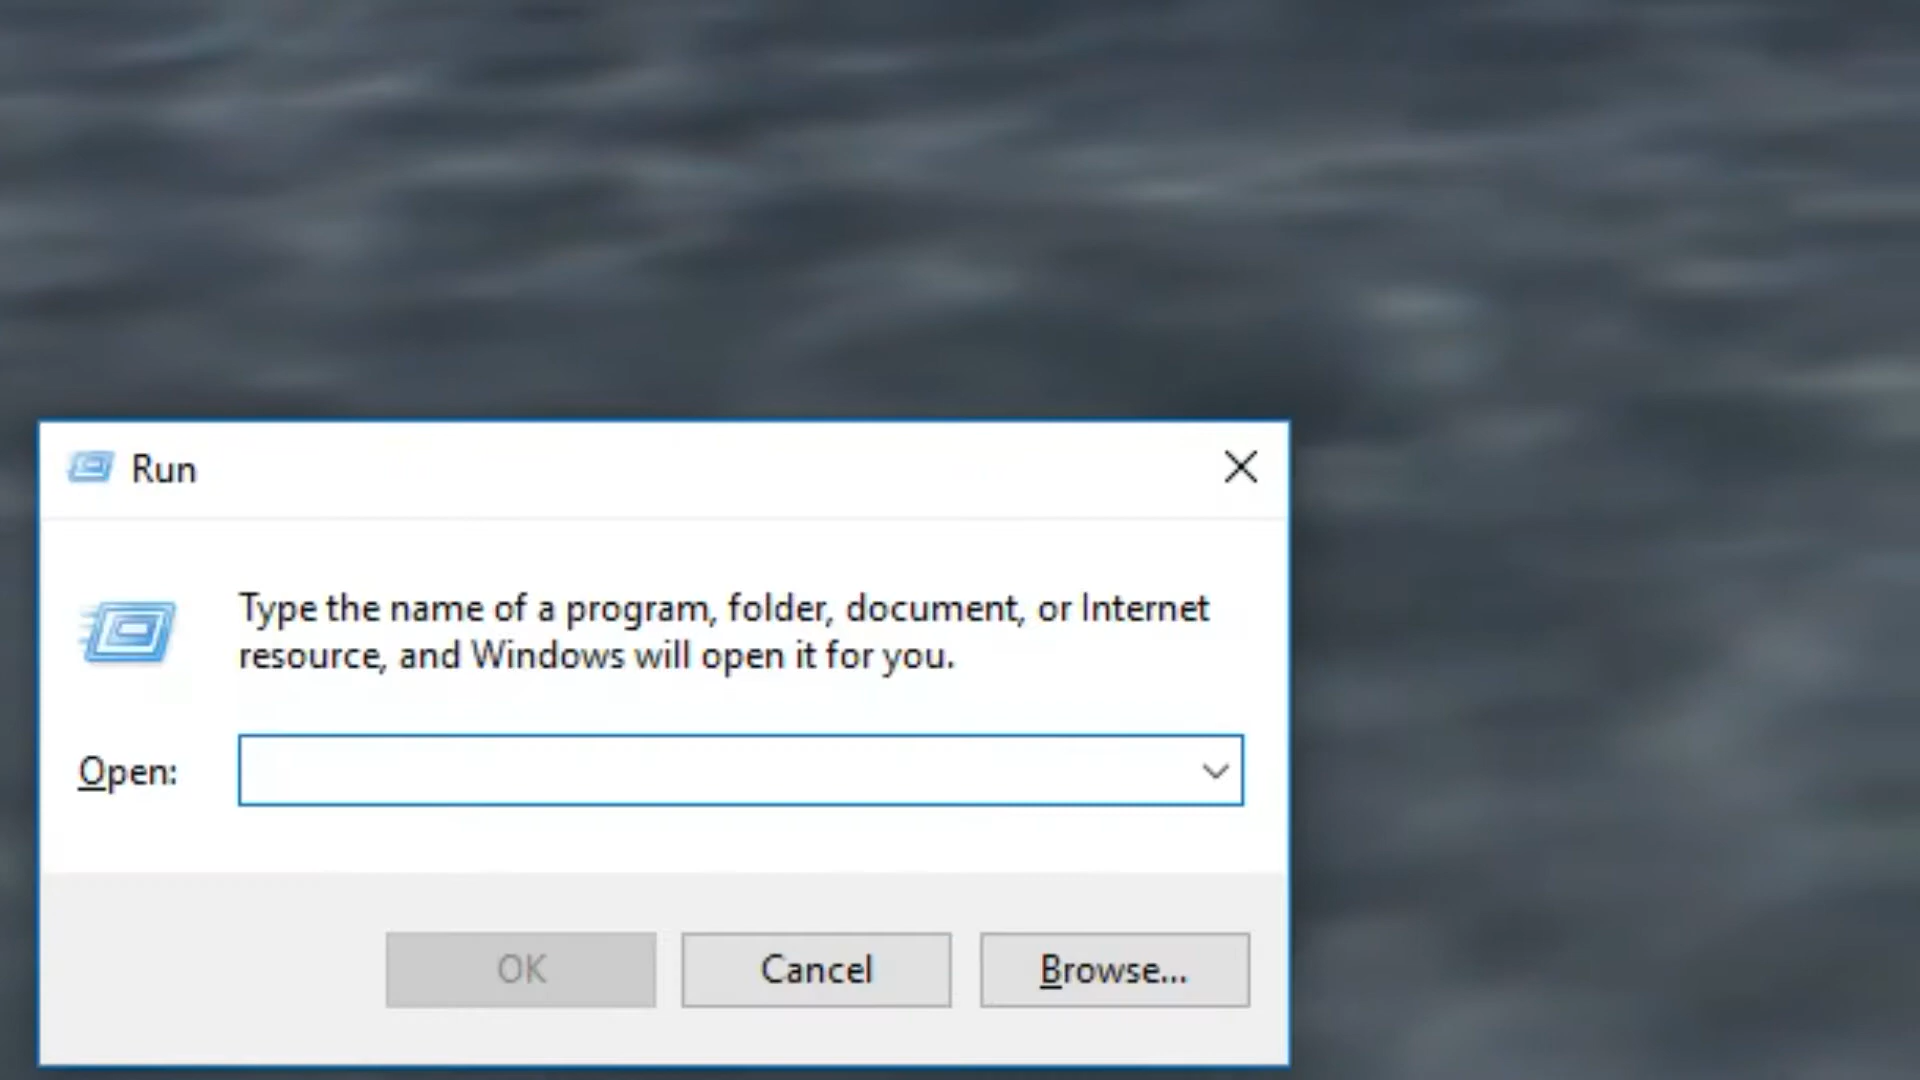 Run
Type the name of a program, folder, document, or Internet
resource, and Windows will open it for you.
Open:
OK
Cancel
Browse...